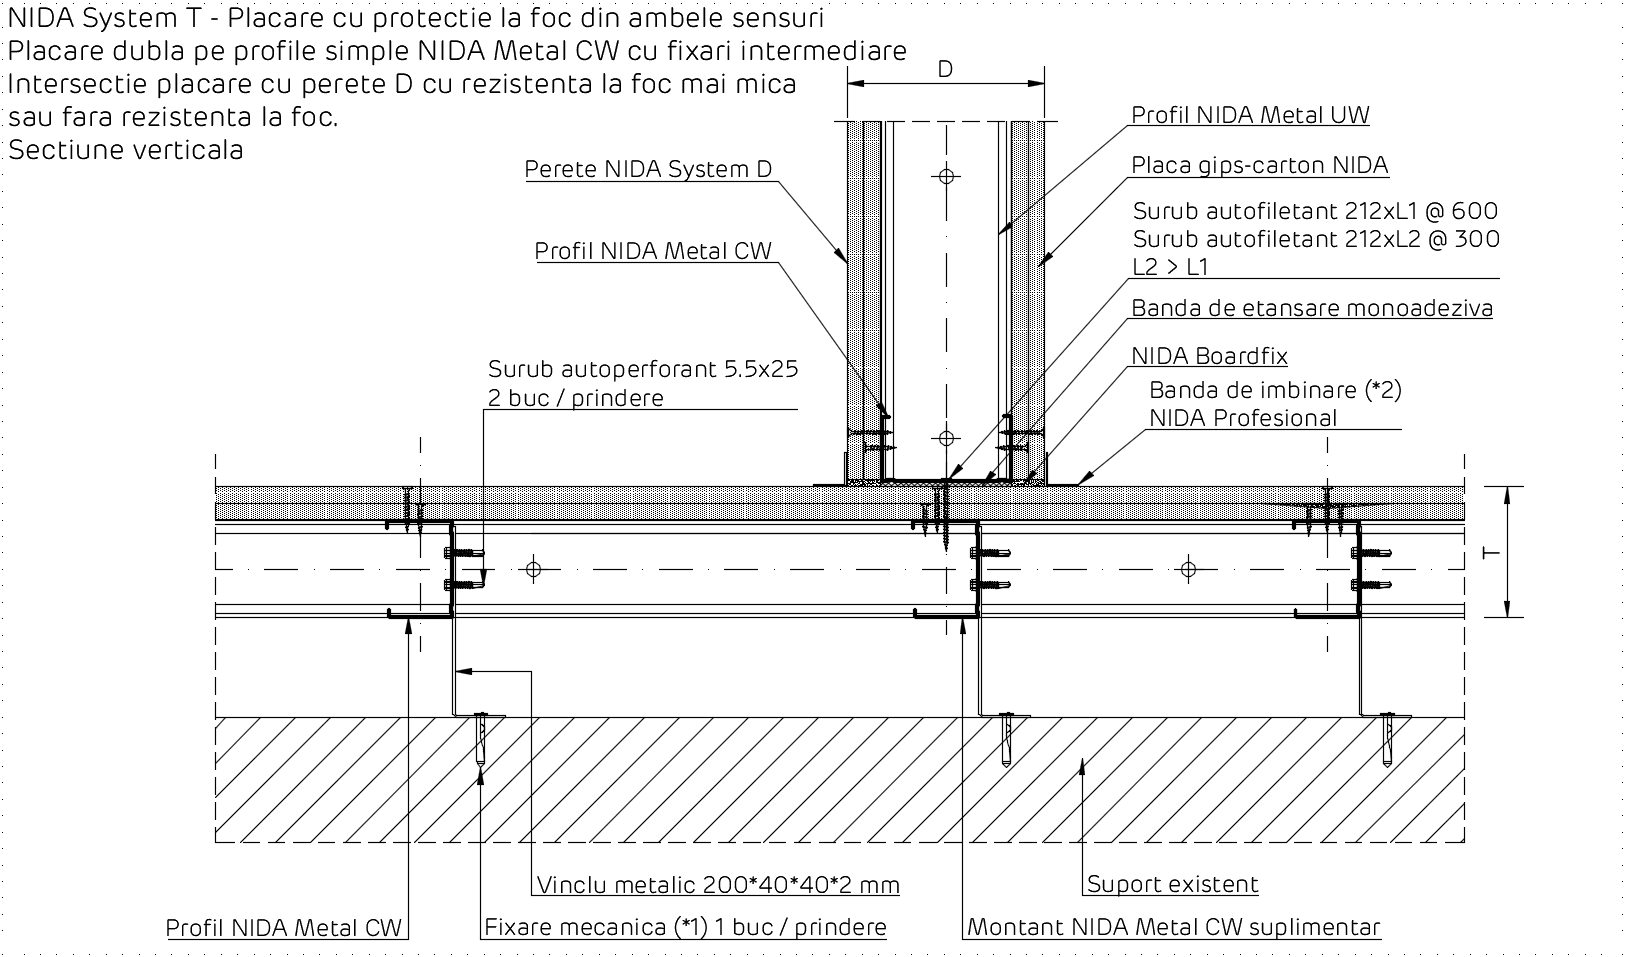 NIDA System T - Placare cu protectie la foc din ambele sensuri
Placare dubla pe profile simple NIDA Metal CW cu fixari intermediare
Intersectie placare cu perete D cu rezistenta la foc mai mica
sau fara rezistenta la foc.
Sectiune verticala
D
Profil NIDA Metal UW
Perete NIDA System D
Placa gips-carton NIDA
Surub autofiletant 212xL1 @ 600
Surub autofiletant 212xL2 @ 300
L2 > L1
Profil NIDA Metal CW
Banda de etansare monoadeziva
NIDA Boardfix
Surub autoperforant 5.5x25
2 buc / prindere
Banda de imbinare (*2)
NIDA Profesional
T
Vinclu metalic 200*40*40*2 mm
Suport existent
Profil NIDA Metal CW
Fixare mecanica (*1) 1 buc / prindere
Montant NIDA Metal CW suplimentar